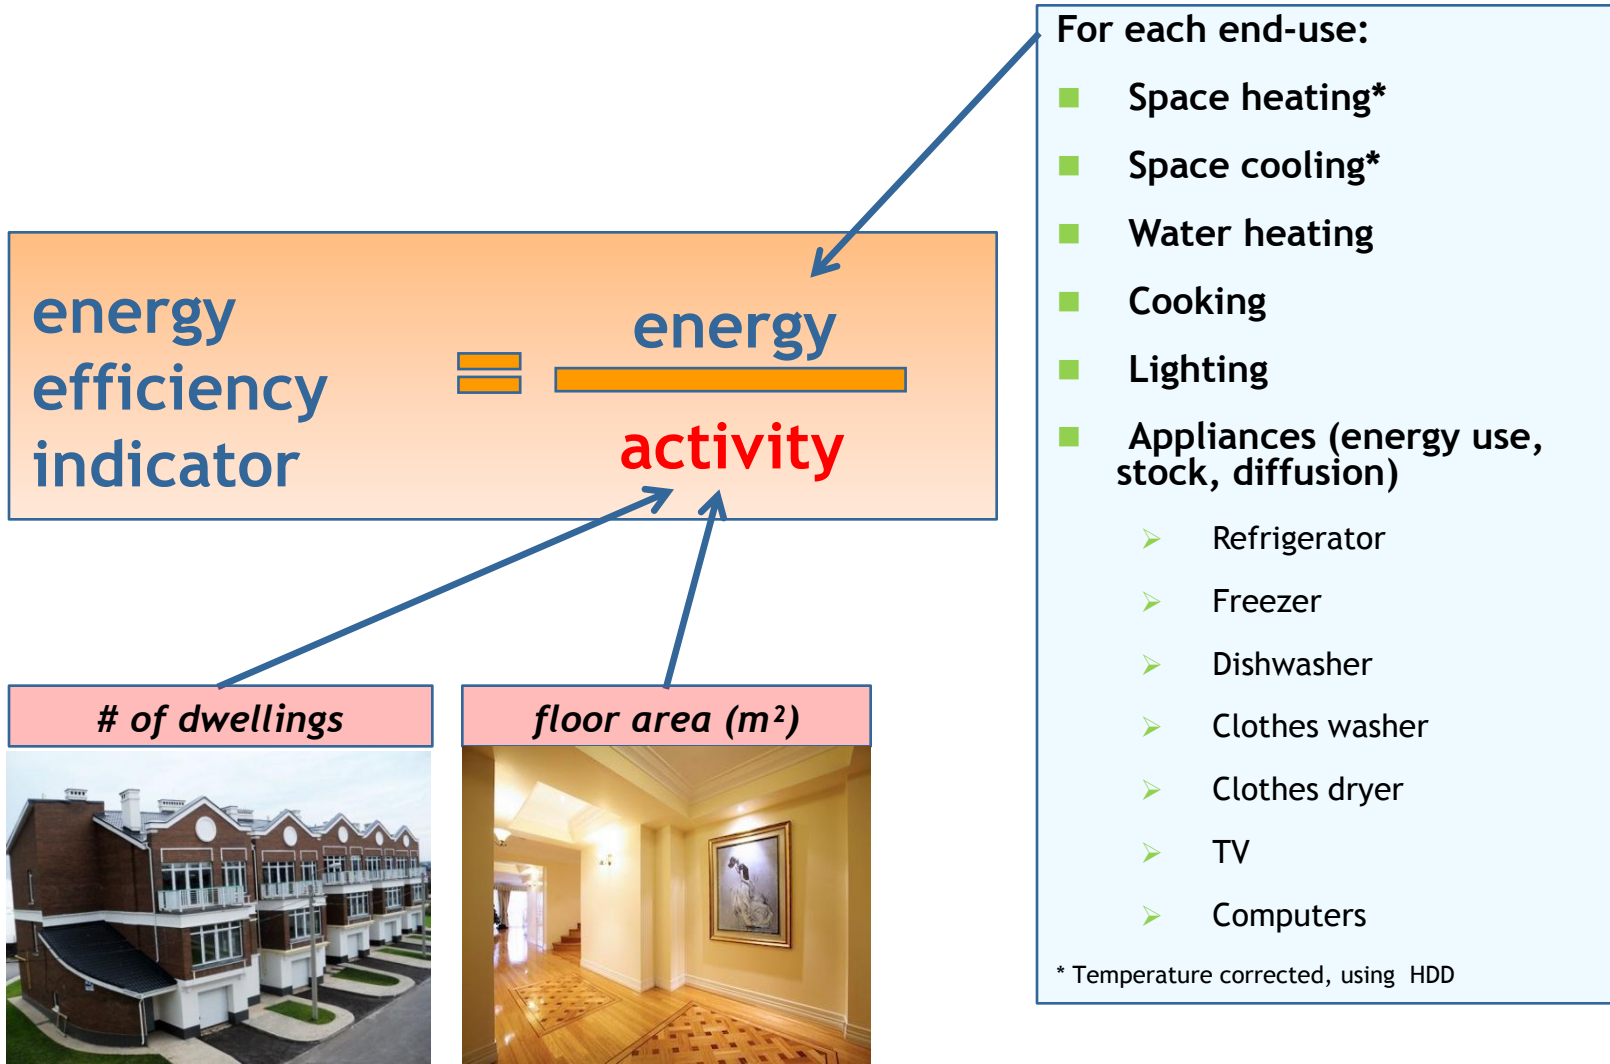 energy
efficiency
indicator
energy
activity
# of dwellings
floor area (m²)
For each end-use:
Space heating*
Space cooling*
Water heating
Cooking
Lighting
Appliances (energy use,
stock, diffusion)
Refrigerator
Freezer
Dishwasher
Clothes washer
Clothes dryer
TV
Computers
* Temperature corrected, using HDD